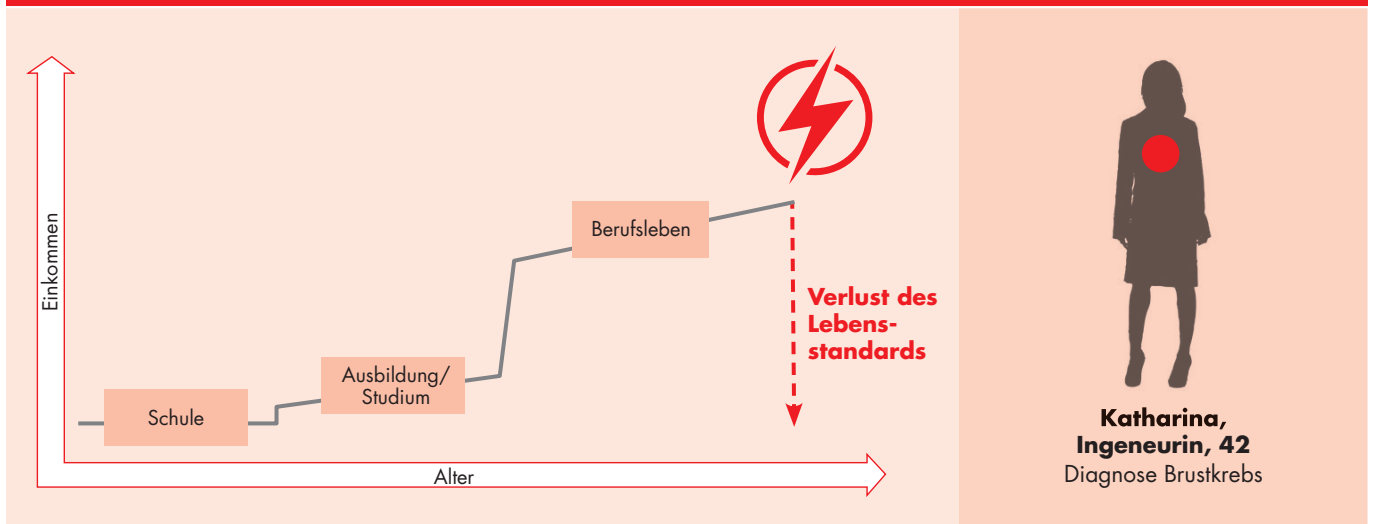 Einkommen
Schule
Ausbildung/
Studium
Berufsleben
Verlust des
Lebens-
standards
Alter
Katharina,
Ingeneurin, 42
Diagnose Brustkrebs